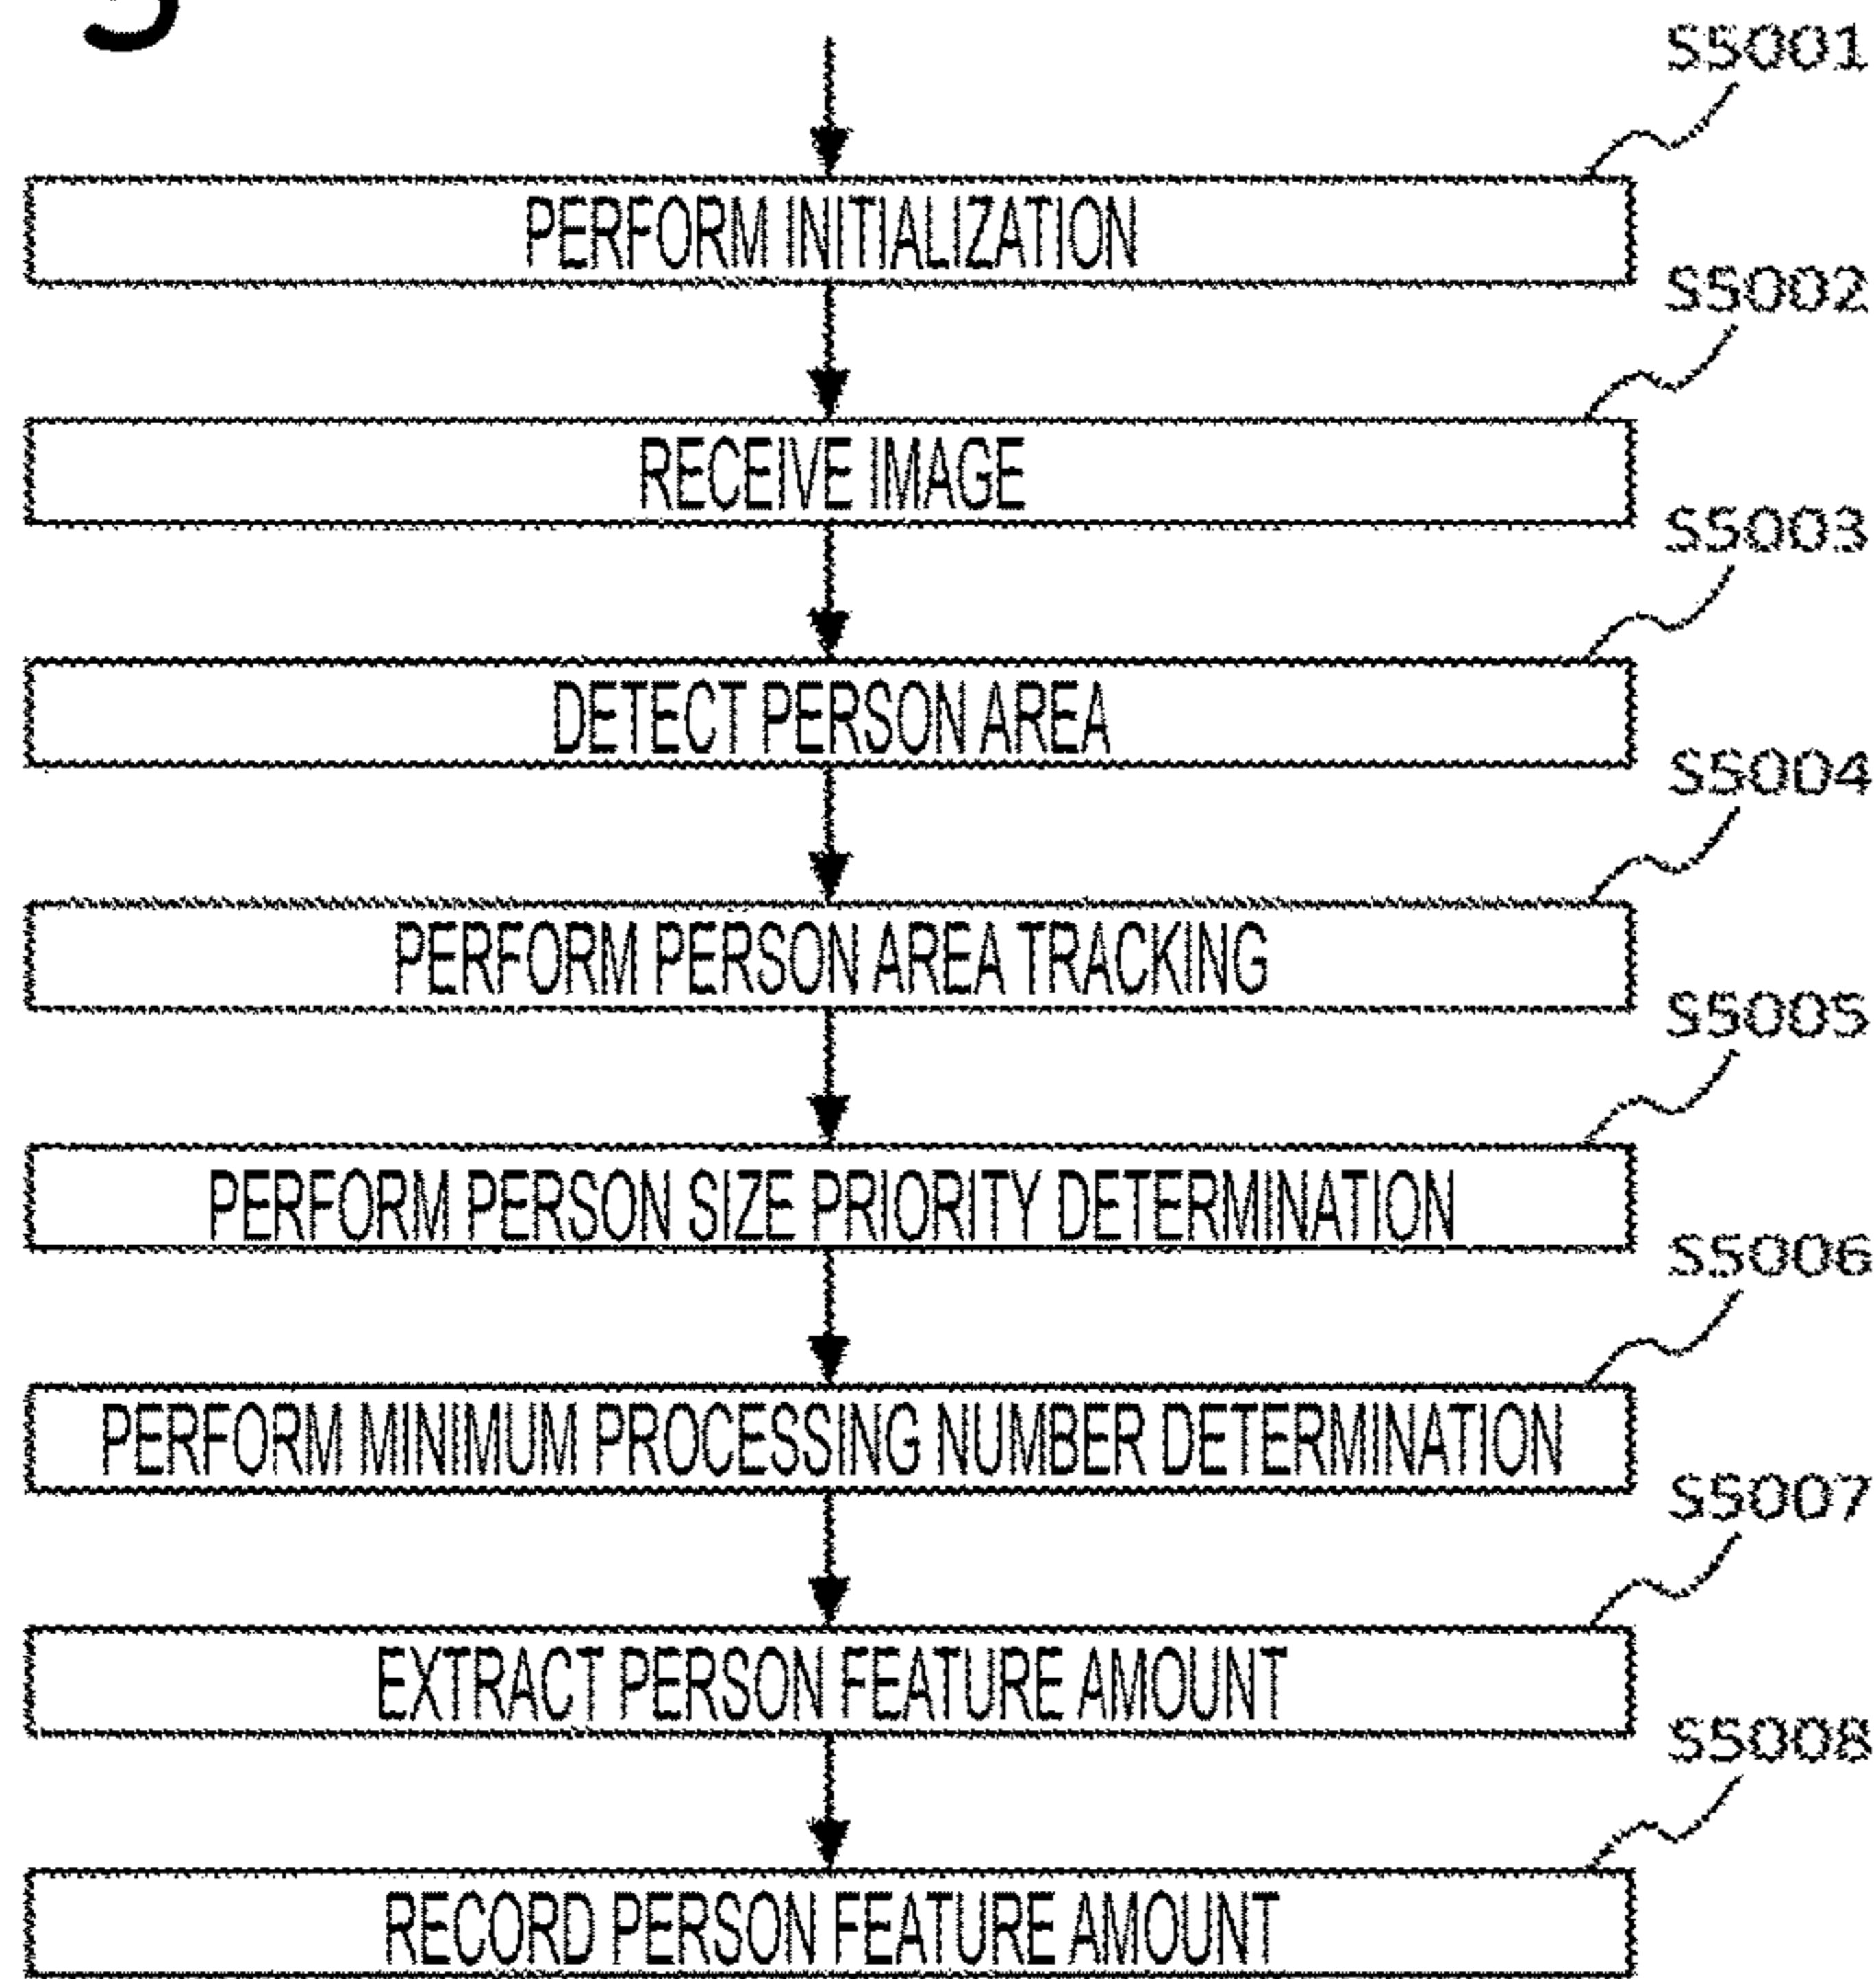 S5001
PERFORM INITIALIZATION
S5002
RECEIVE IMAGE
S5003
DETECT PERSON AREA
S5004
PERFORM PERSON AREA TRACKING
S5005
PERFORM PERSON SIZE PRIORITY DETERMINATION
S5006
PERFORM MINIMUM PROCESSING NUMBER DETERMINATION
S5007
EXTRACT PERSON FEATURE AMOUNT
S5008
RECORD PERSON FEATURE AMOUNT